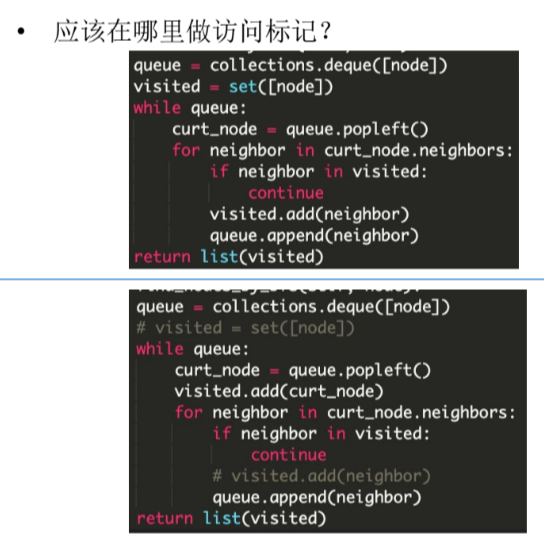 • 应该在哪里做访问标记?
queue = collections.deque([node])
visited = set([node])
while queue:
curt_node = queue.popleft()
for neighbor in curt_node.neighbors:
if neighbor in visited:
continue
visited.add(neighbor)
queue.append(neighbor)
return list(visited)
queue = collections.deque([node])
# visited = set([node])
while queue:
curt_node = queue.popleft()
visited.add(curt_node)
for neighbor in curt_node.neighbors:
if neighbor in visited:
continue
# visited.add(neighbor)
queue.append(neighbor)
return list(visited)